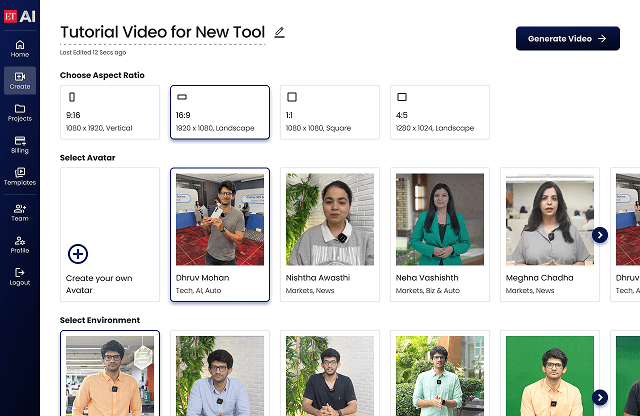 ET AI
Home
Create
Projects
Billing
Templates
Team
Profile
Logout
Tutorial Video for New Tool
Last Edited 12 Secs ago
Generate Video
Choose Aspect Ratio
9:16
1080 x 1920, Vertical
16:9
1920 x 1080, Landscape
1:1
1080 x 1080, Square
4:5
1280 x 1024, Landscape
Select Avatar
Create your own
Avatar
Dhruv Mohan
Tech, AI, Auto
Nishtha Awasthi
Markets, News
Neha Vashishth
Markets, Biz & Auto
Meghna Chadha
Markets, News
Dhruv M
Tech, AI,
Select Environment